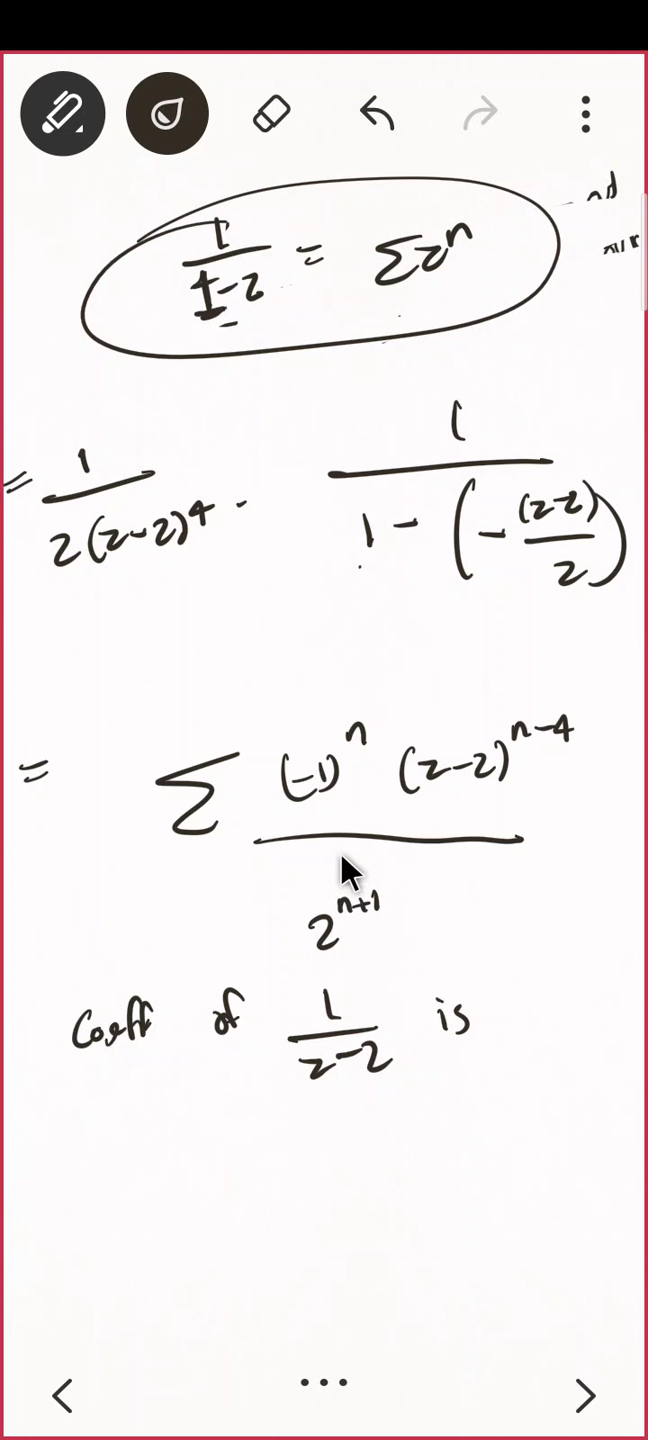 1/(1-z) = Σz^n
nd
= 1/(2(z-2)^4) · 1/(1-(-(z-2)/2))
= Σ (-1)^n (z-2)^(n-4) / 2^(n+1)
Coeff of 1/(z-2) is